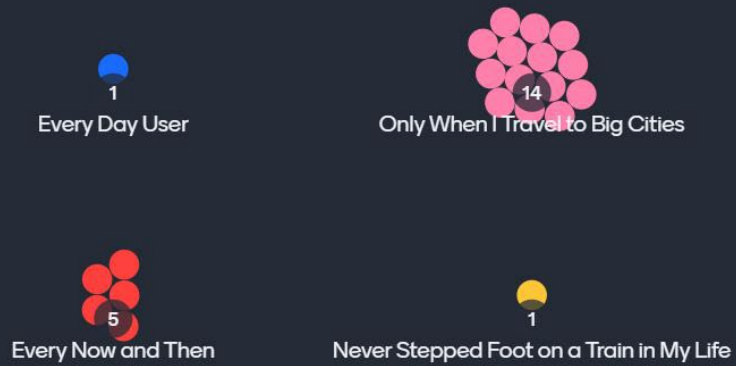 1
Every Day User
14
Only When I Travel to Big Cities
5
Every Now and Then
1
Never Stepped Foot on a Train in My Life